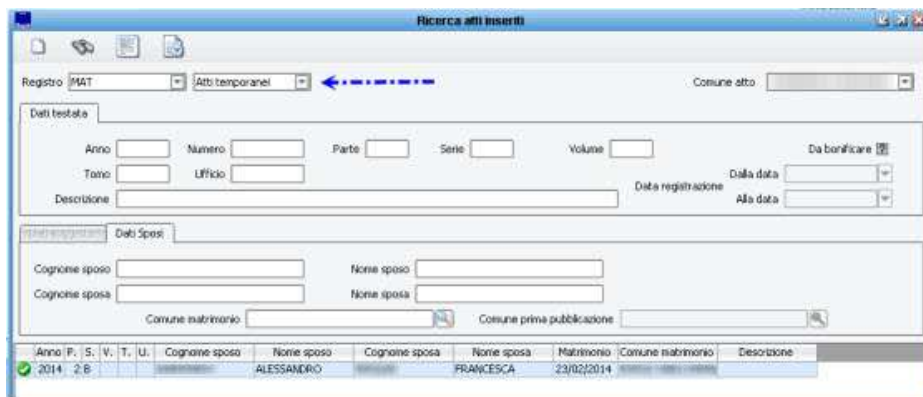 Ricerca atti inseriti
Registro MAT Atti temporanei Comune atto
Dati testata
Anno Numero Parte Serie Volume Da bonificare
Tomo Ufficio Data registrazione Dalla data
Descrizione Alla data
Dati Sposi
Cognome sposo Nome sposo
Cognome sposa Nome sposa
Comune matrimonio Comune prima pubblicazione
Anno P. S. V. T. U. Cognome sposo Nome sposo Cognome sposa Nome sposa Matrimonio Comune matrimonio Descrizione
2014 2 B ALESSANDRO FRANCESCA 23/02/2014